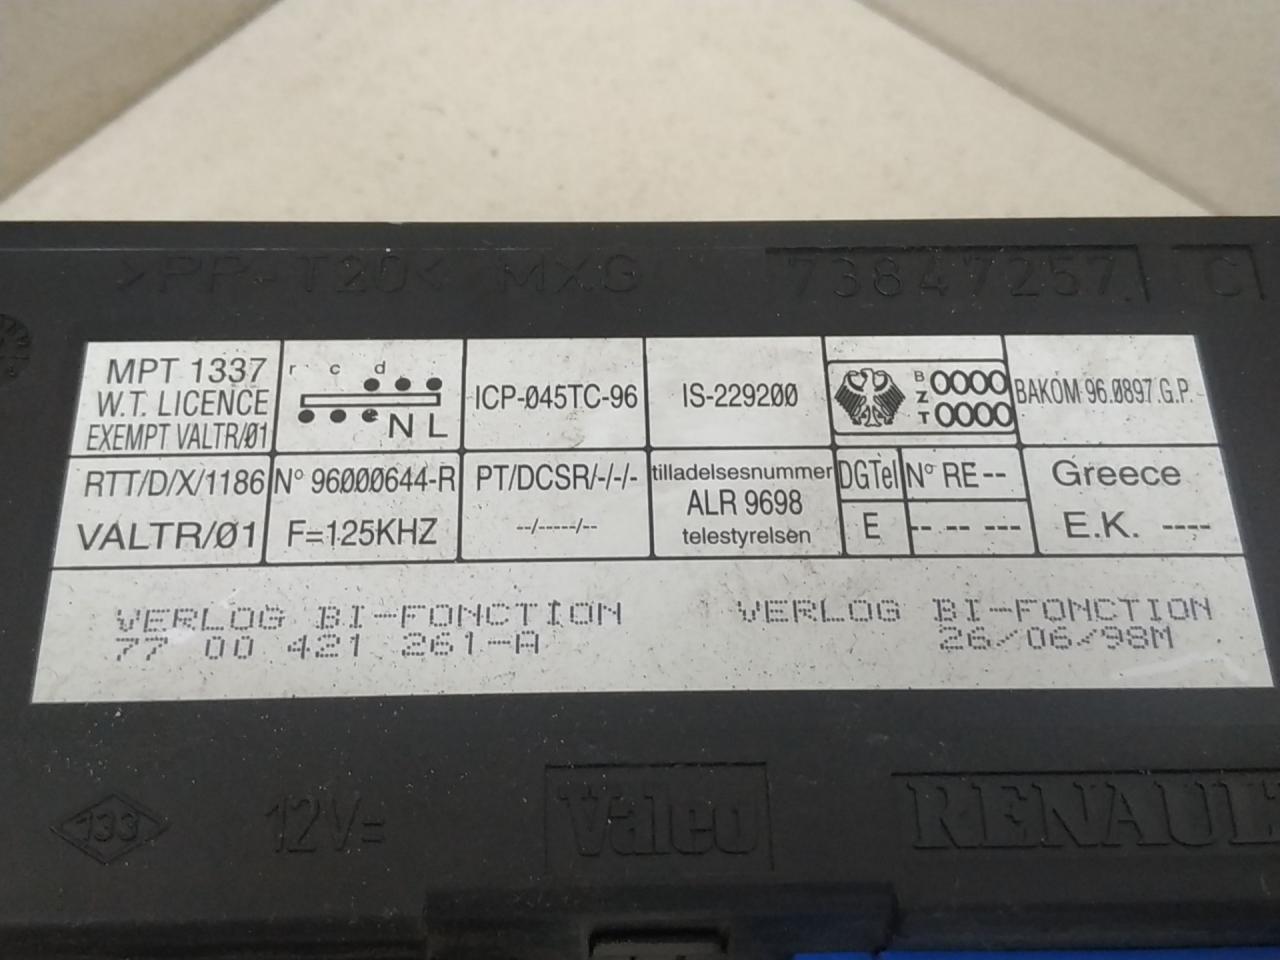 >PP-T20< MXG 73847257 C
MPT 1337
W.T. LICENCE
EXEMPT VALTR/01
r c d
N L
ICP-045TC-96
IS-229200
B Z T
0000
0000
BAKOM 96.0897.G.P.-
RTT/D/X/1186
VALTR/01
N° 96000644-R
F=125KHZ
PT/DCSR/-/-/-
--/-----/--
tilladelsesnummer
ALR 9698
telestyrelsen
DGTel N° RE--
E -- -- ---
Greece
E.K. ----
VERLOG BI-FONCTION
77 00 421 261-A
VERLOG BI-FONCTION
26/06/98M
133 12V= Valeo RENAULT